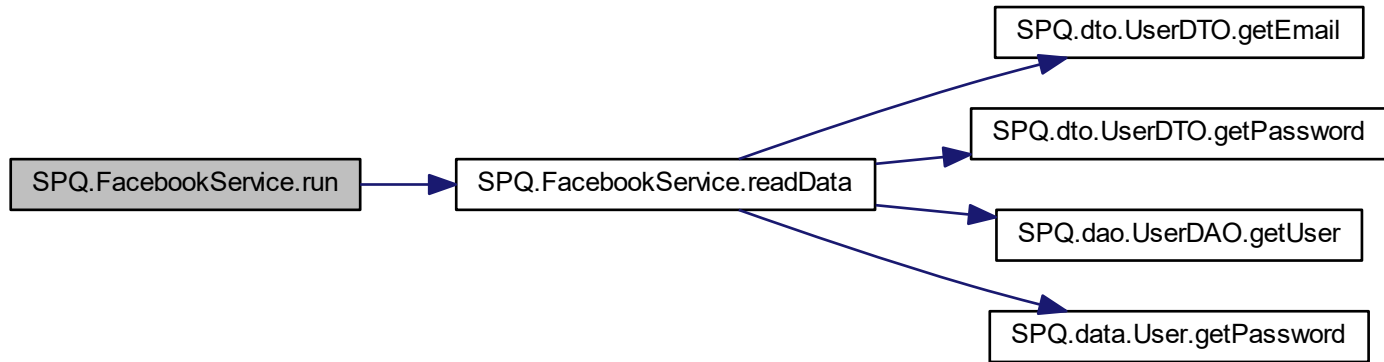 SPQ.FacebookService.run
SPQ.FacebookService.readData
SPQ.dto.UserDTO.getEmail
SPQ.dto.UserDTO.getPassword
SPQ.dao.UserDAO.getUser
SPQ.data.User.getPassword